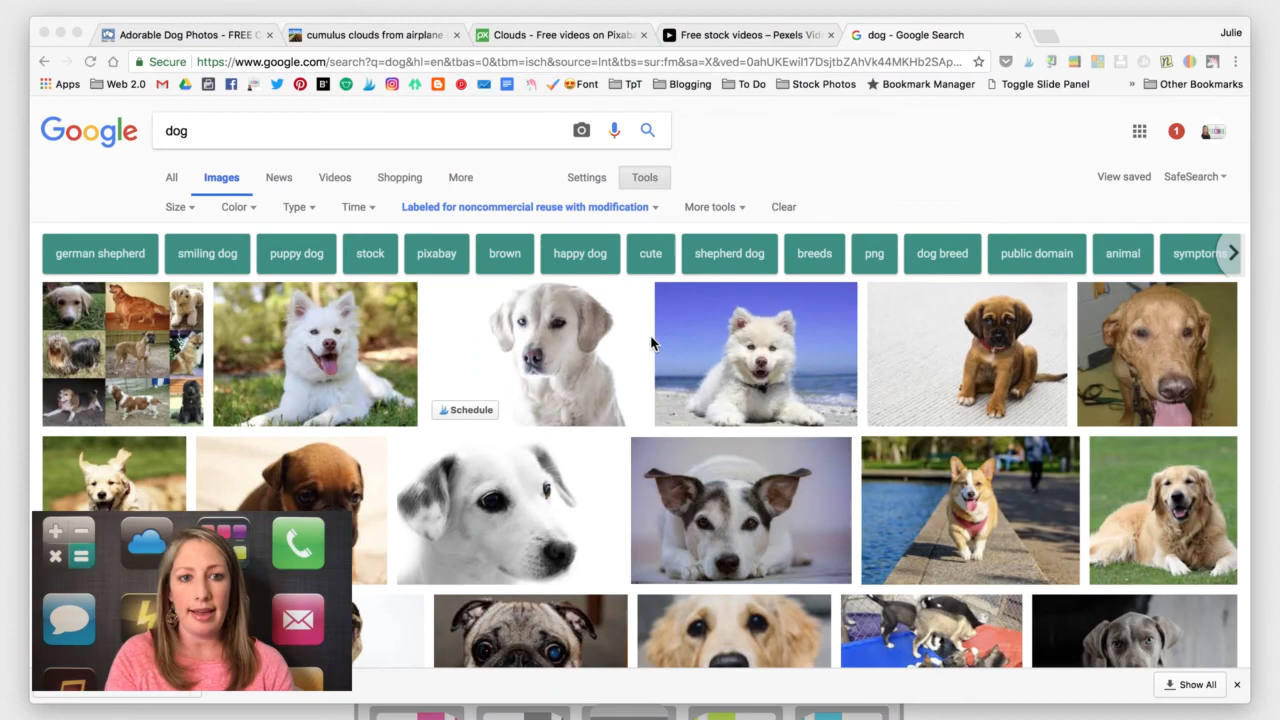 Adorable Dog Photos - FREE C
cumulus clouds from airplane
Clouds - Free videos on Pixab
Free stock videos – Pexels Vid
dog - Google Search
Julie
Secure
https://www.google.com/search?q=dog&hl=en&tbas=0&tbm=isch&source=lnt&tbs=sur:fm&sa=X&ved=0ahUKEwiI17DsjtbZAhVk44MKHb2SAp...
Apps
Web 2.0
Font
TpT
Blogging
To Do
Stock Photos
Bookmark Manager
Toggle Slide Panel
»
Other Bookmarks
Google
dog
1
All
Images
News
Videos
Shopping
More
Settings
Tools
View saved
SafeSearch
Size
Color
Type
Time
Labeled for noncommercial reuse with modification
More tools
Clear
german shepherd
smiling dog
puppy dog
stock
pixabay
brown
happy dog
cute
shepherd dog
breeds
png
dog breed
public domain
animal
symptoms
Schedule
Show All